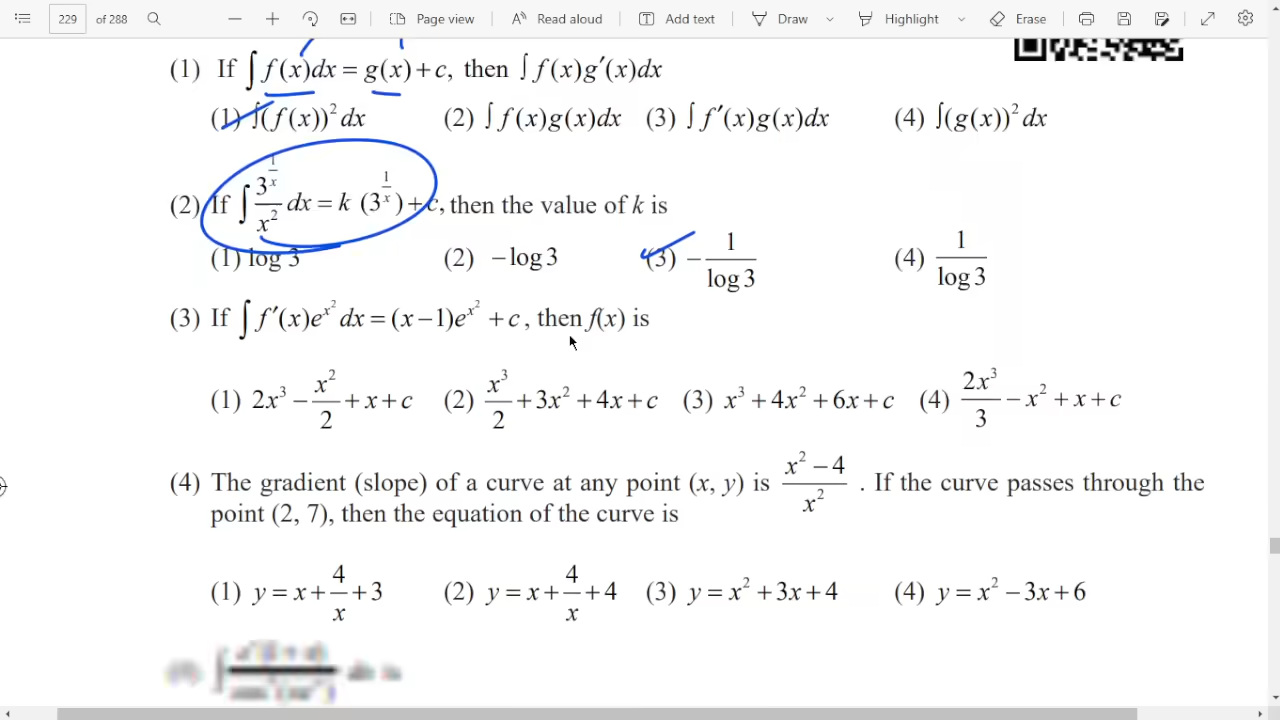 229 of 288 Page view Read aloud Add text Draw Highlight Erase
(1) If ∫ f(x)dx = g(x)+c, then ∫ f(x)g′(x)dx
(1) ∫(f(x))² dx (2) ∫ f(x)g(x)dx (3) ∫ f′(x)g(x)dx (4) ∫(g(x))² dx
(2) If ∫ 3^(1/x)/x² dx = k (3^(1/x)) + c, then the value of k is
(1) log 3 (2) −log 3 (3) −1/log 3 (4) 1/log 3
(3) If ∫ f′(x)e^(x²) dx = (x−1)e^(x²) + c, then f(x) is
(1) 2x³ − x²/2 + x + c (2) x³/2 + 3x² + 4x + c (3) x³ + 4x² + 6x + c (4) 2x³/3 − x² + x + c
(4) The gradient (slope) of a curve at any point (x, y) is (x² − 4)/x². If the curve passes through the
point (2, 7), then the equation of the curve is
(1) y = x + 4/x + 3 (2) y = x + 4/x + 4 (3) y = x² + 3x + 4 (4) y = x² − 3x + 6